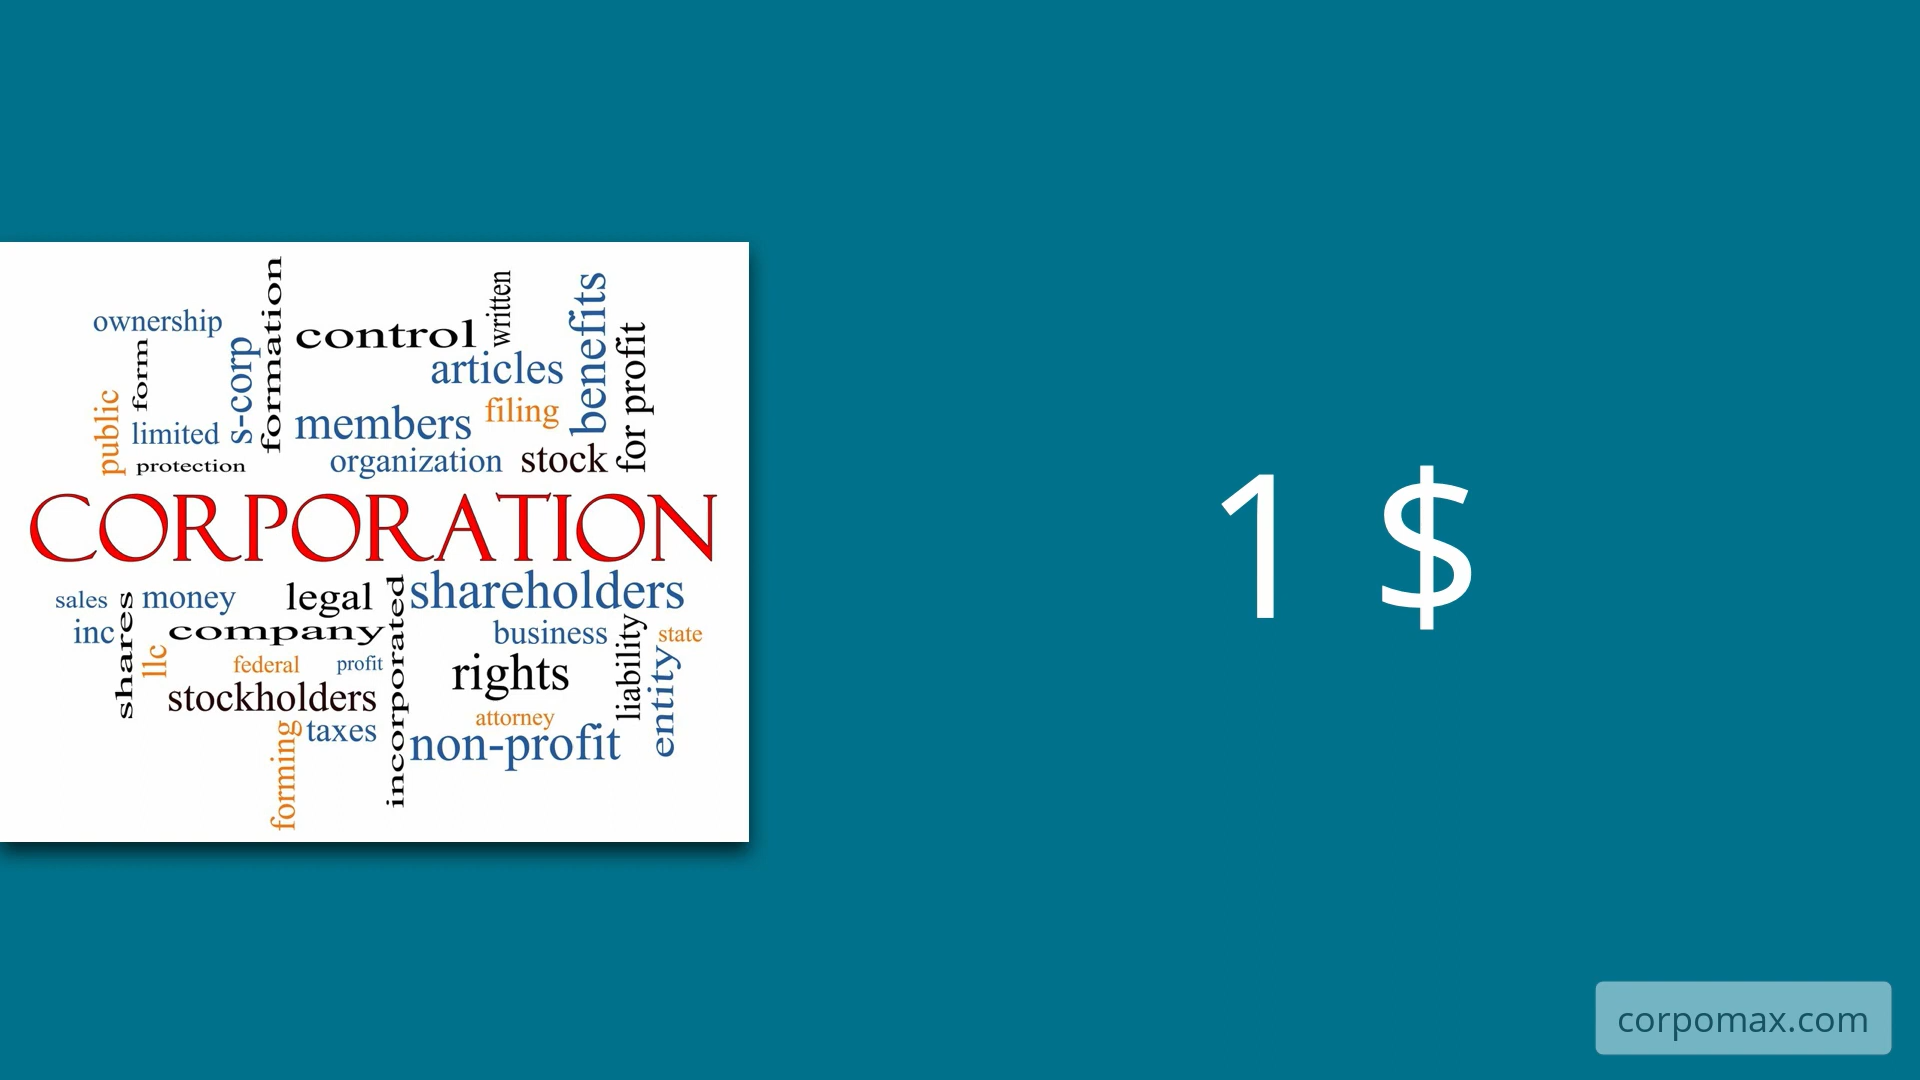 ownership
form
public
limited
protection
s-corp
formation
control
written
articles
benefits
for profit
members
filing
organization
stock
CORPORATION
sales
money
legal
shareholders
inc
shares
company
incorporated
business
state
llc
federal
profit
rights
liability
entity
stockholders
attorney
forming
taxes
non-profit
1 $
corpomax.com